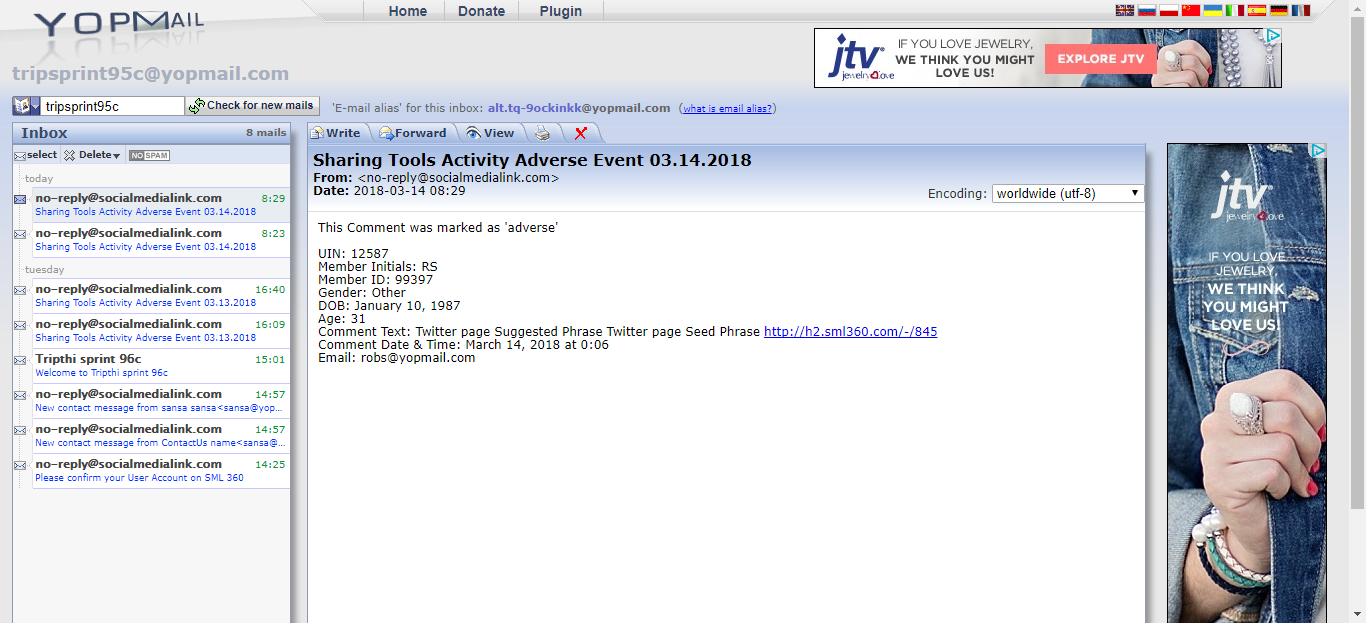 YOPMAIL
Home
Donate
Plugin
tripsprint95c@yopmail.com
jtv
jewelry love
IF YOU LOVE JEWELRY,
WE THINK YOU MIGHT
LOVE US!
EXPLORE JTV
tripsprint95c
Check for new mails
'E-mail alias' for this inbox: alt.tq-9ockinkk@yopmail.com (what is email alias?)
Inbox
8 mails
select
Delete
NO SPAM
today
no-reply@socialmedialink.com 8:29
Sharing Tools Activity Adverse Event 03.14.2018
no-reply@socialmedialink.com 8:23
Sharing Tools Activity Adverse Event 03.14.2018
tuesday
no-reply@socialmedialink.com 16:40
Sharing Tools Activity Adverse Event 03.13.2018
no-reply@socialmedialink.com 16:09
Sharing Tools Activity Adverse Event 03.13.2018
Tripthi sprint 96c 15:01
Welcome to Tripthi sprint 96c
no-reply@socialmedialink.com 14:57
New contact message from sansa sansa<sansa@yop...
no-reply@socialmedialink.com 14:57
New contact message from ContactUs name<sansa@...
no-reply@socialmedialink.com 14:25
Please confirm your User Account on SML 360
Write
Forward
View
Sharing Tools Activity Adverse Event 03.14.2018
From: <no-reply@socialmedialink.com>
Date: 2018-03-14 08:29
Encoding: worldwide (utf-8)
This Comment was marked as 'adverse'
UIN: 12587
Member Initials: RS
Member ID: 99397
Gender: Other
DOB: January 10, 1987
Age: 31
Comment Text: Twitter page Suggested Phrase Twitter page Seed Phrase http://h2.sml360.com/-/845
Comment Date & Time: March 14, 2018 at 0:06
Email: robs@yopmail.com
jtv
jewelry love
IF YOU LOVE
JEWELRY,
WE THINK
YOU MIGHT
LOVE US!